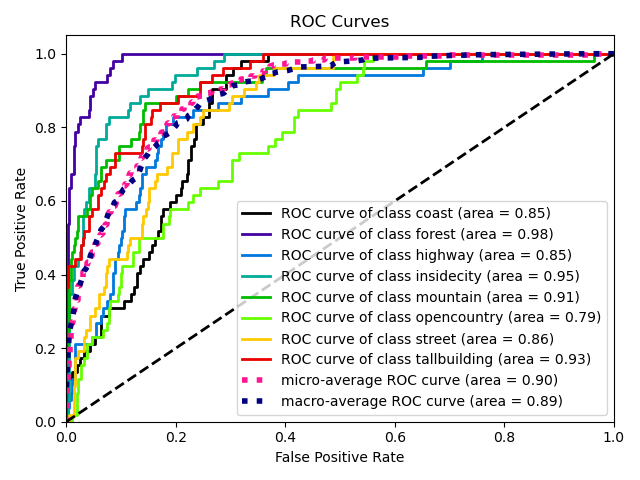 ROC Curves
True Positive Rate
1.0
0.8
0.6
0.4
0.2
0.0
ROC curve of class coast (area = 0.85)
ROC curve of class forest (area = 0.98)
ROC curve of class highway (area = 0.85)
ROC curve of class insidecity (area = 0.95)
ROC curve of class mountain (area = 0.91)
ROC curve of class opencountry (area = 0.79)
ROC curve of class street (area = 0.86)
ROC curve of class tallbuilding (area = 0.93)
micro-average ROC curve (area = 0.90)
macro-average ROC curve (area = 0.89)
0.0 0.2 0.4 0.6 0.8 1.0
False Positive Rate